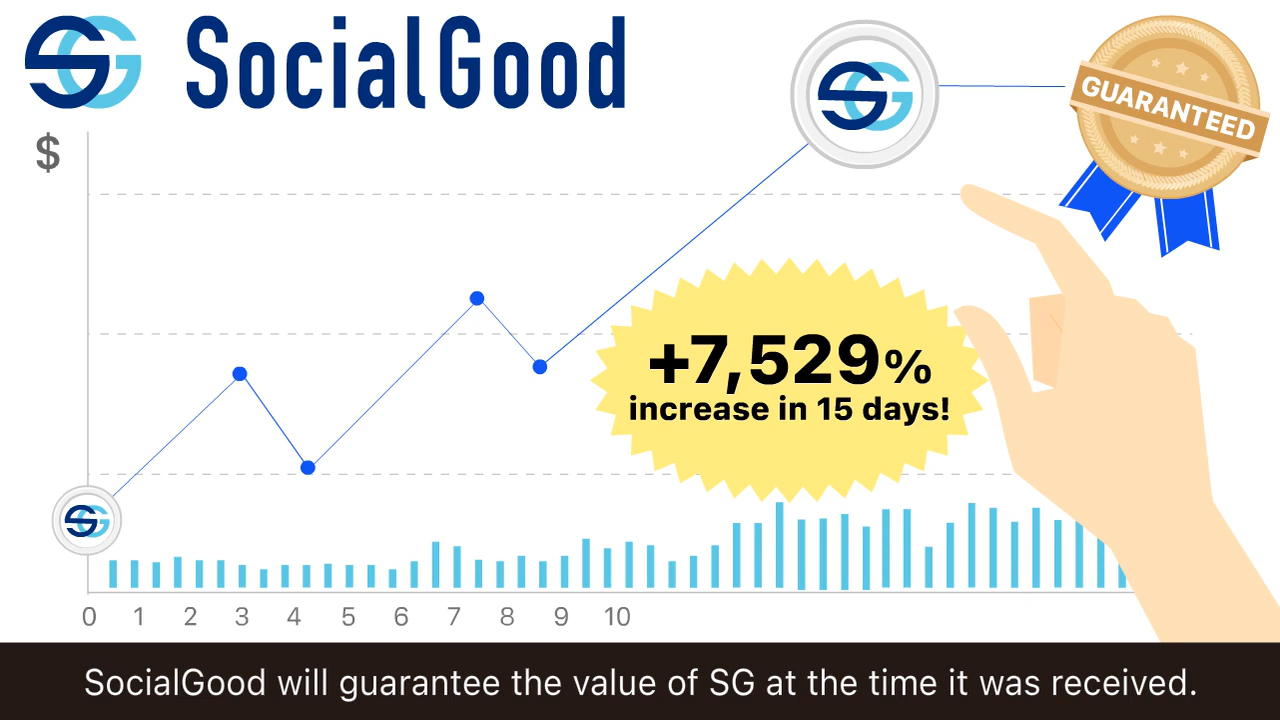 SG SocialGood
SG
GUARANTEED
$
+7,529%
increase in 15 days!
SG
0 1 2 3 4 5 6 7 8 9 10
SocialGood will guarantee the value of SG at the time it was received.